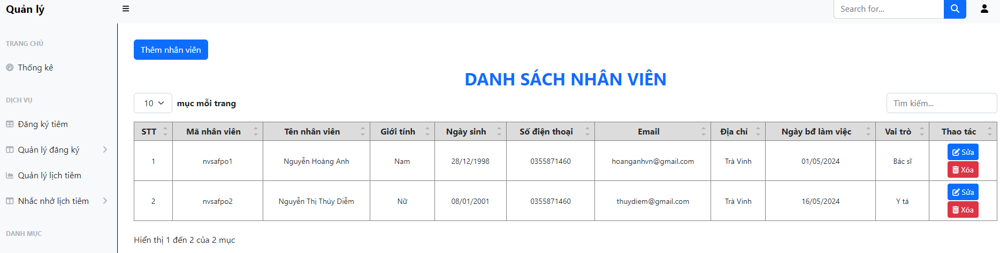 Quản lý
Search for...
TRANG CHỦ
Thống kê
DỊCH VỤ
Đăng ký tiêm
Quản lý đăng ký
Quản lý lịch tiêm
Nhắc nhở lịch tiêm
DANH MỤC
Thêm nhân viên
DANH SÁCH NHÂN VIÊN
10 mục mỗi trang
Tìm kiếm...
STT Mã nhân viên Tên nhân viên Giới tính Ngày sinh Số điện thoại Email Địa chỉ Ngày bđ làm việc Vai trò Thao tác
1 nvsafpo1 Nguyễn Hoàng Anh Nam 28/12/1998 0355871460 hoanganhvn@gmail.com Trà Vinh 01/05/2024 Bác sĩ Sửa
Xóa
2 nvsafpo2 Nguyễn Thị Thúy Diễm Nữ 08/01/2001 0355871460 thuydiem@gmail.com Trà Vinh 16/05/2024 Y tá Sửa
Xóa
Hiển thị 1 đến 2 của 2 mục